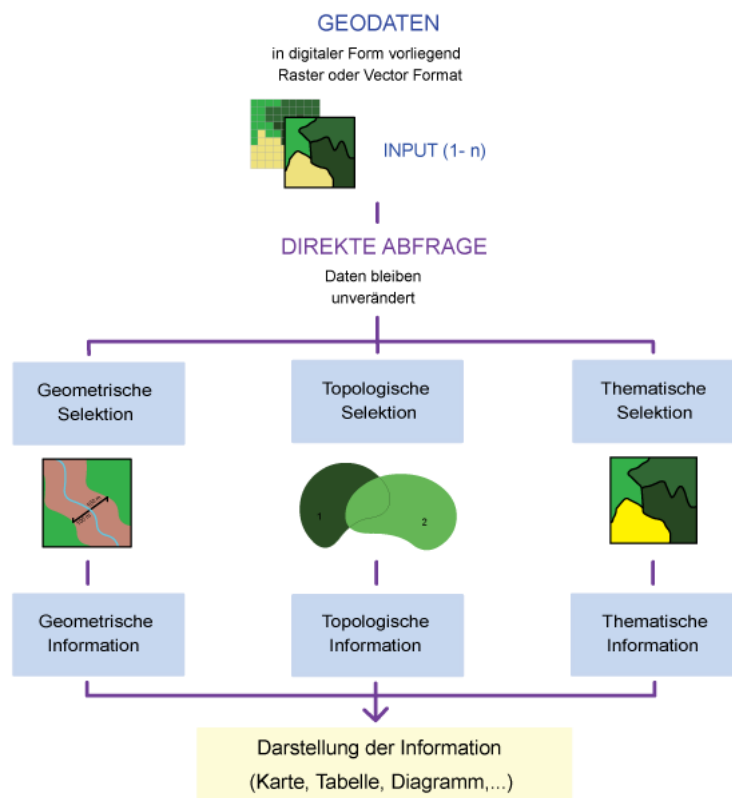 GEODATEN
in digitaler Form vorliegend
Raster oder Vector Format
INPUT (1- n)
DIREKTE ABFRAGE
Daten bleiben
unverändert
Geometrische
Selektion
Topologische
Selektion
Thematische
Selektion
1
2
Geometrische
Information
Topologische
Information
Thematische
Information
Darstellung der Information
(Karte, Tabelle, Diagramm,...)